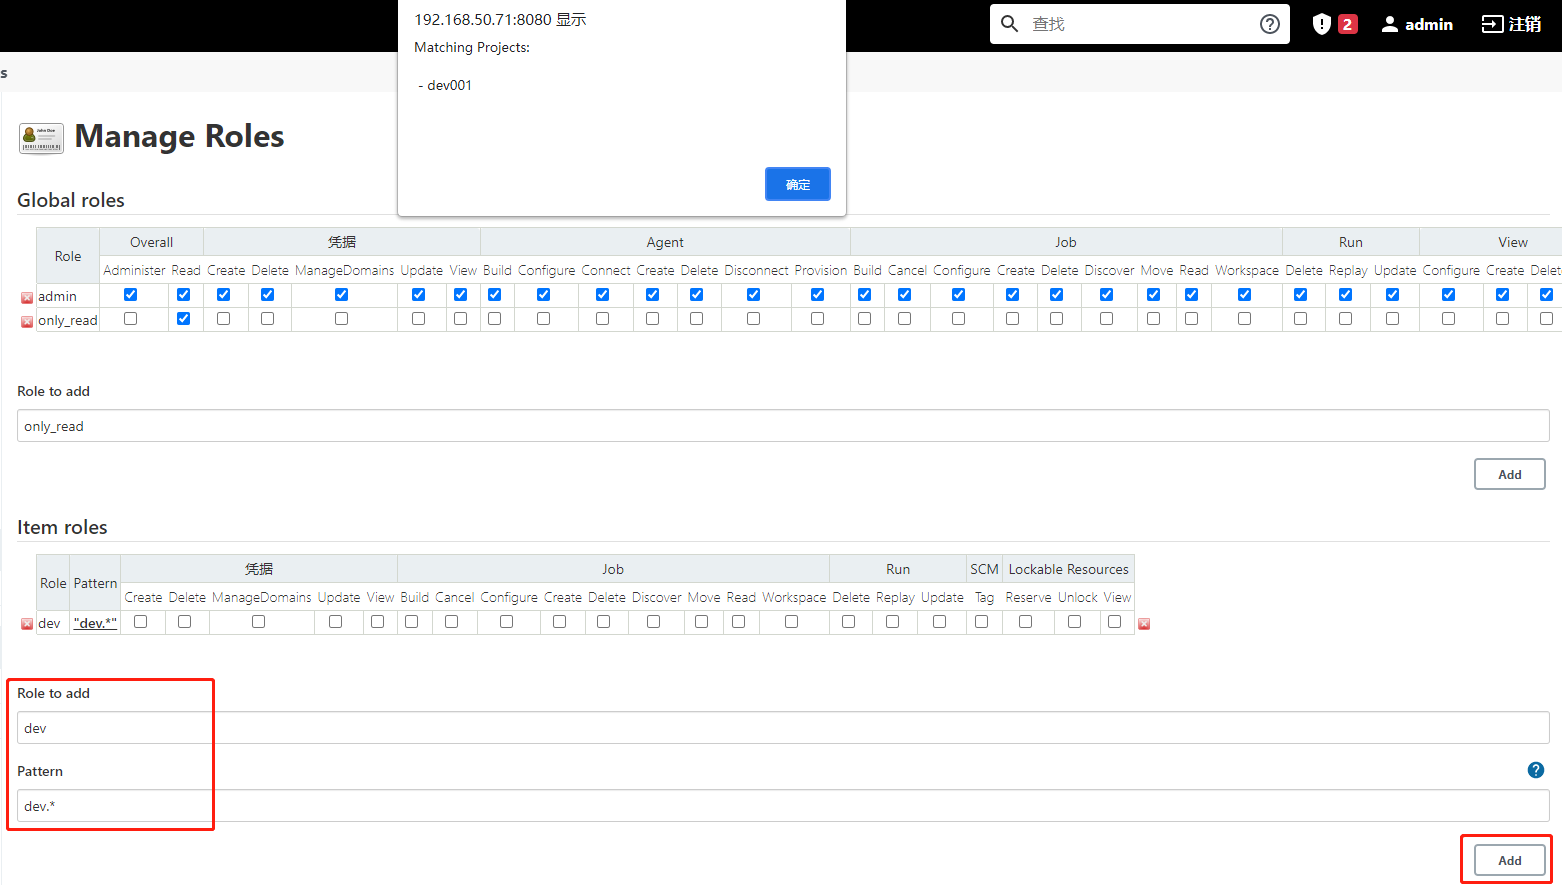 192.168.50.71:8080 显示
Matching Projects:
- dev001
确定
查找
2
admin
注销
s
Manage Roles
Global roles
Role Overall 凭据 Agent Job Run View
Administer Read Create Delete ManageDomains Update View Build Configure Connect Create Delete Disconnect Provision Build Cancel Configure Create Delete Discover Move Read Workspace Delete Replay Update Configure Create Delet
admin
only_read
Role to add
only_read
Add
Item roles
Role Pattern 凭据 Job Run SCM Lockable Resources
Create Delete ManageDomains Update View Build Cancel Configure Create Delete Discover Move Read Workspace Delete Replay Update Tag Reserve Unlock View
dev "dev.*"
Role to add
dev
Pattern
dev.*
Add